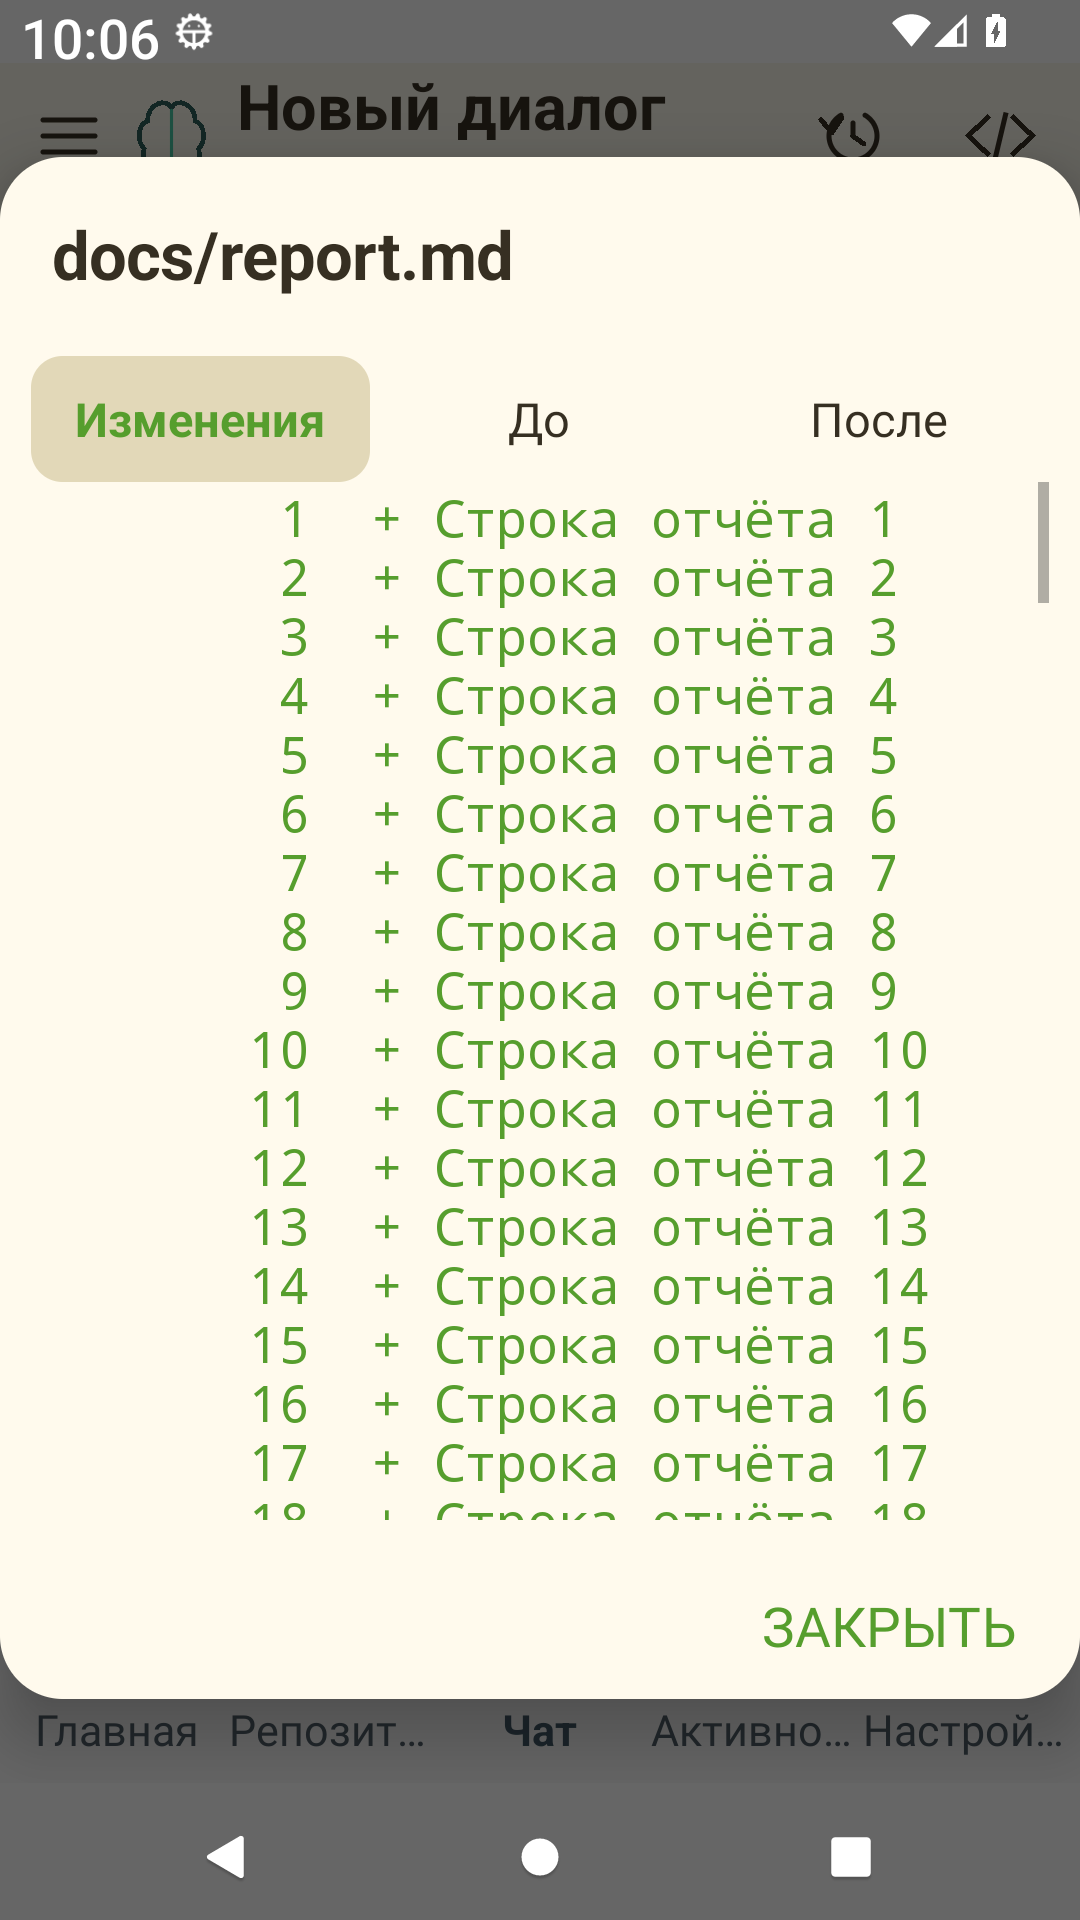 10:06
Новый диалог
docs/report.md
Изменения До После
1 + Строка отчёта 1
2 + Строка отчёта 2
3 + Строка отчёта 3
4 + Строка отчёта 4
5 + Строка отчёта 5
6 + Строка отчёта 6
7 + Строка отчёта 7
8 + Строка отчёта 8
9 + Строка отчёта 9
10 + Строка отчёта 10
11 + Строка отчёта 11
12 + Строка отчёта 12
13 + Строка отчёта 13
14 + Строка отчёта 14
15 + Строка отчёта 15
16 + Строка отчёта 16
17 + Строка отчёта 17
18 + Строка отчёта 18
ЗАКРЫТЬ
Главная Репозит... Чат Активно... Настрой...